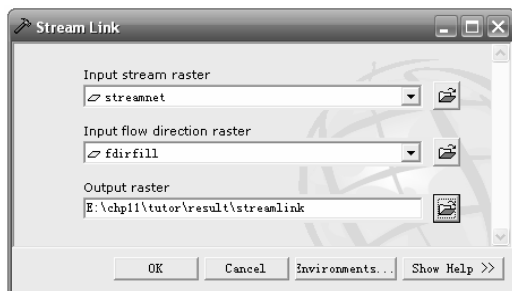 Stream Link
Input stream raster
streamnet
Input flow direction raster
fdirfill
Output raster
E:\chp11\tutor\result\streamlink
OK Cancel Environments... Show Help >>